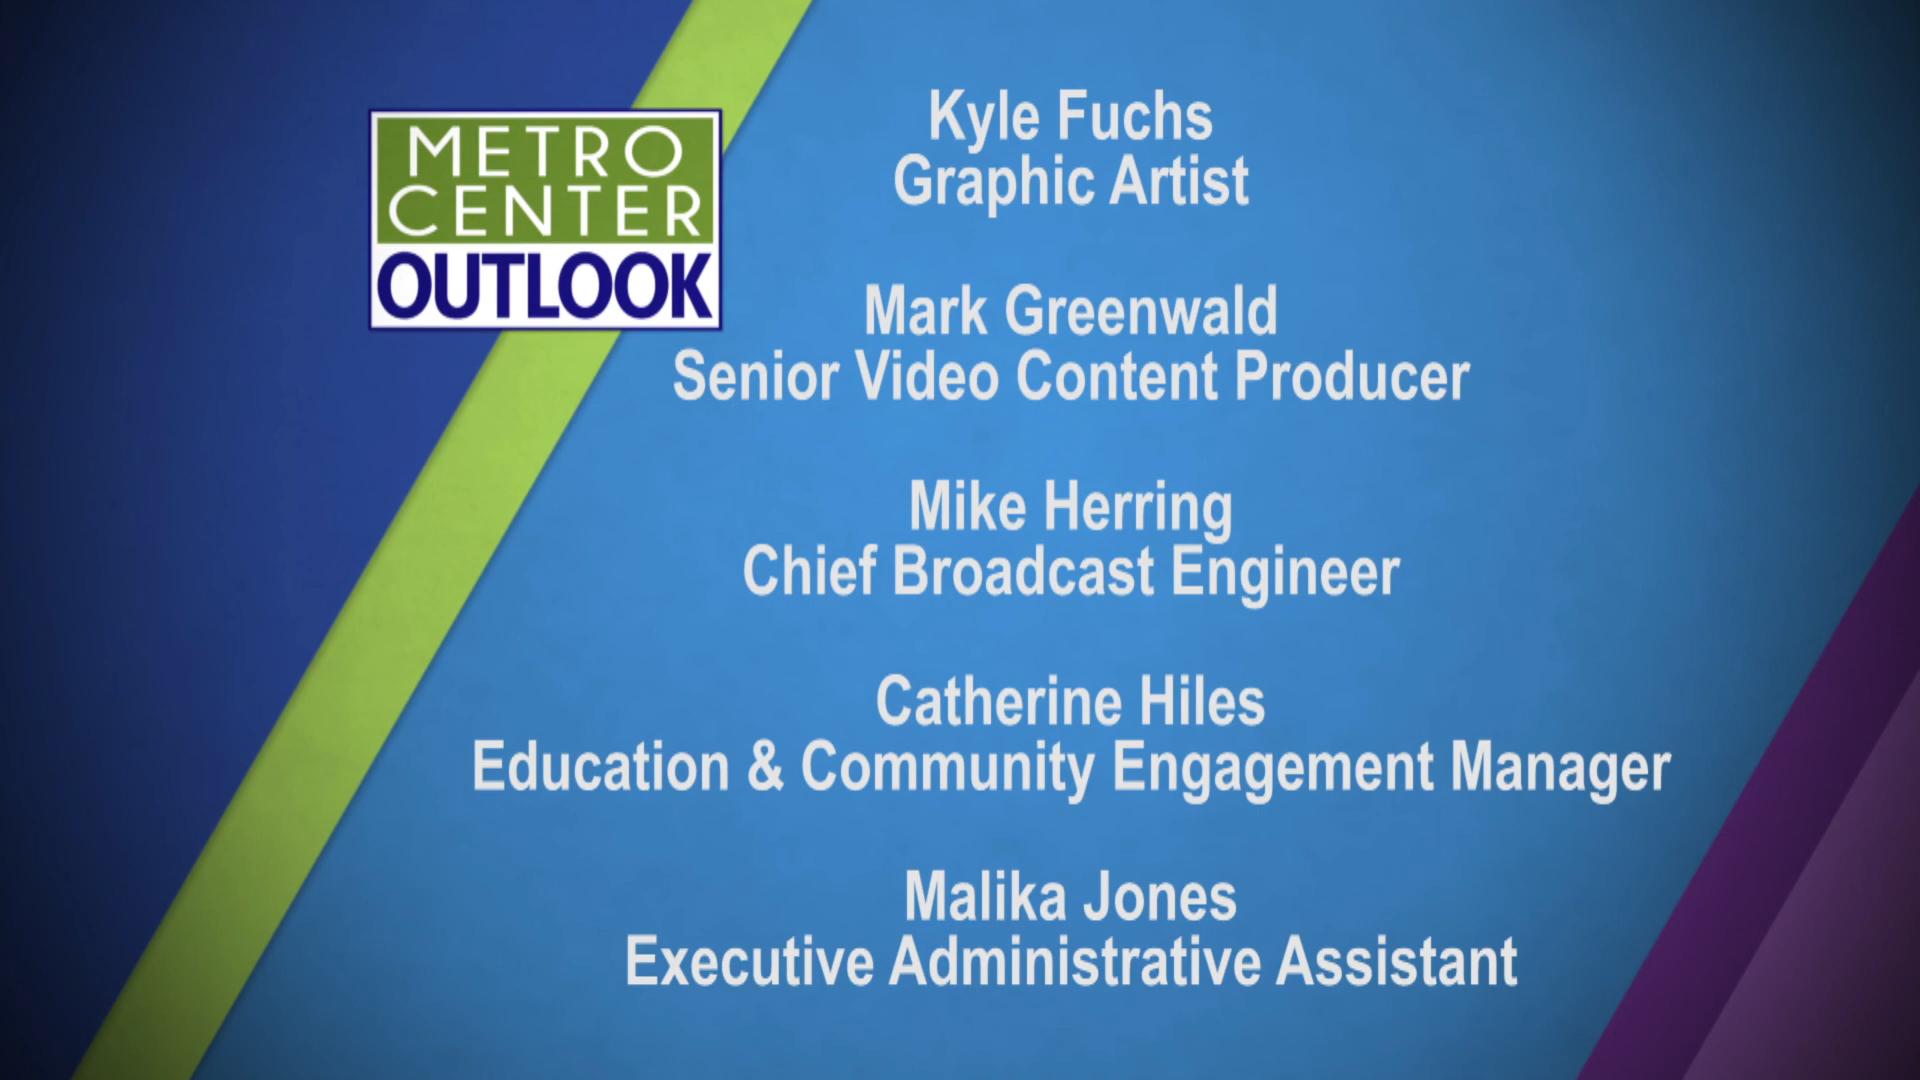 METRO
CENTER
OUTLOOK
Kyle Fuchs
Graphic Artist
Mark Greenwald
Senior Video Content Producer
Mike Herring
Chief Broadcast Engineer
Catherine Hiles
Education & Community Engagement Manager
Malika Jones
Executive Administrative Assistant